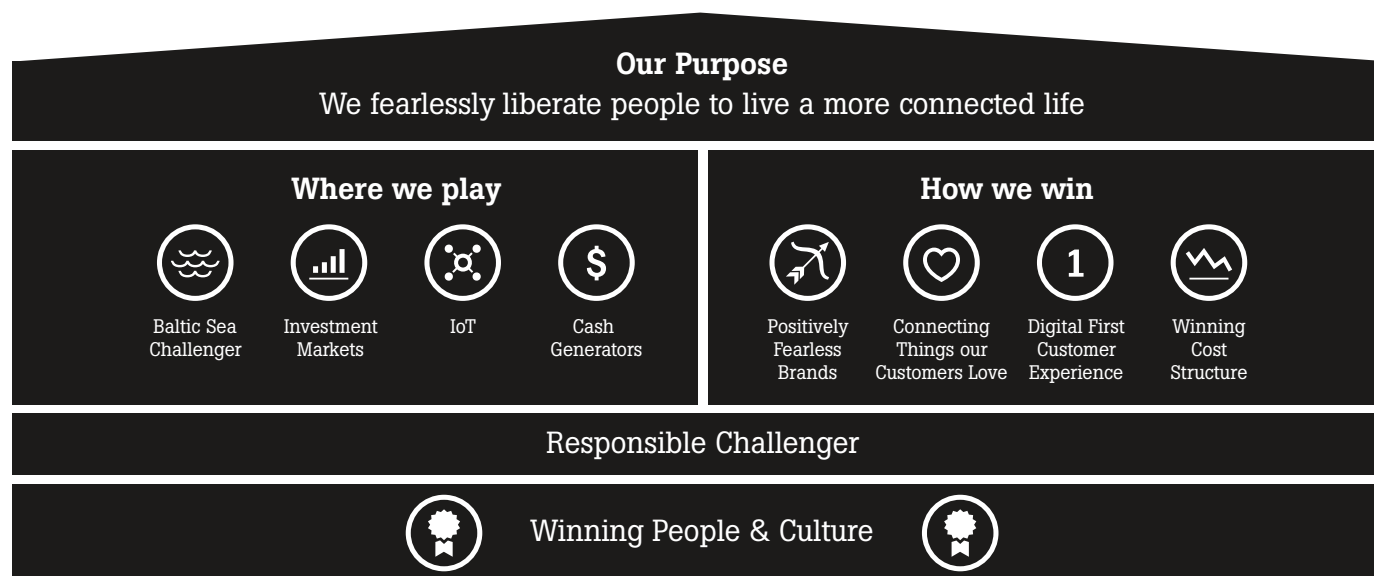 Our Purpose
We fearlessly liberate people to live a more connected life
Where we play
Baltic Sea
Challenger
Investment
Markets
IoT
$
Cash
Generators
How we win
Positively
Fearless
Brands
Connecting
Things our
Customers Love
1
Digital First
Customer
Experience
Winning
Cost
Structure
Responsible Challenger
Winning People & Culture